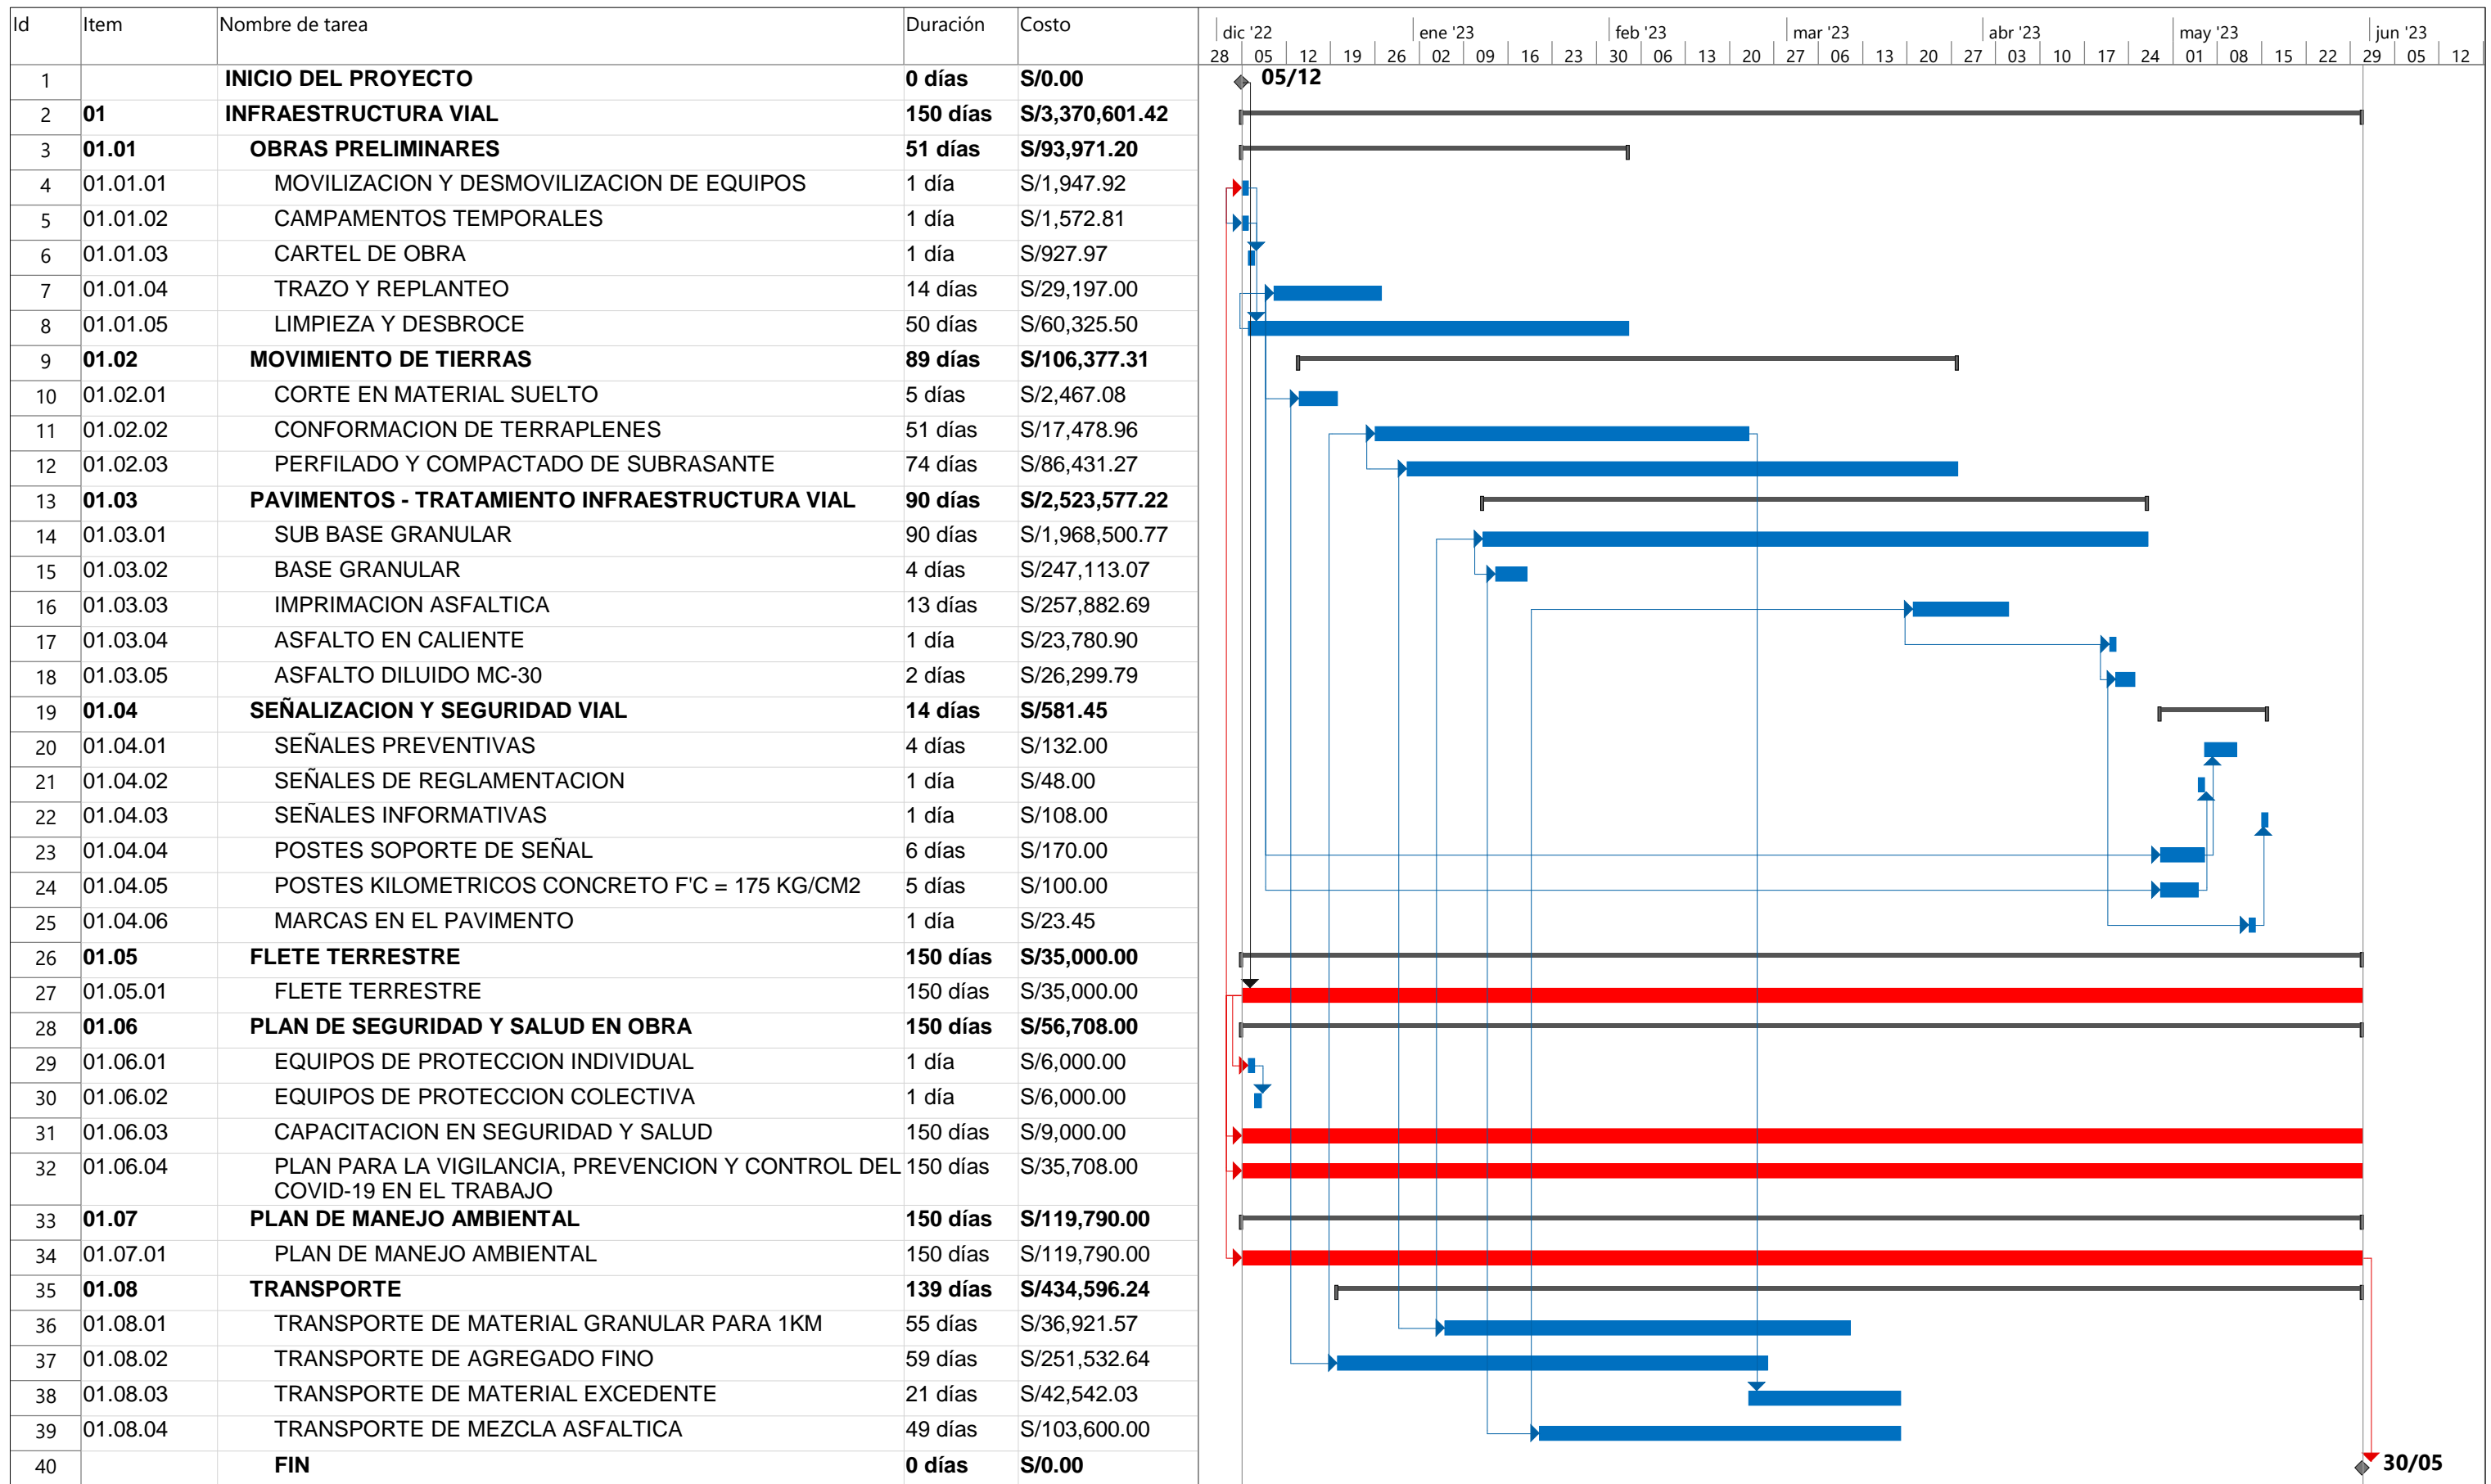 Id Item Nombre de tarea Duración Costo
dic '22 ene '23 feb '23 mar '23 abr '23 may '23 jun '23
28 05 12 19 26 02 09 16 23 30 06 13 20 27 06 13 20 27 03 10 17 24 01 08 15 22 29 05 12
1 INICIO DEL PROYECTO 0 días S/0.00 05/12
2 01 INFRAESTRUCTURA VIAL 150 días S/3,370,601.42
3 01.01 OBRAS PRELIMINARES 51 días S/93,971.20
4 01.01.01 MOVILIZACION Y DESMOVILIZACION DE EQUIPOS 1 día S/1,947.92
5 01.01.02 CAMPAMENTOS TEMPORALES 1 día S/1,572.81
6 01.01.03 CARTEL DE OBRA 1 día S/927.97
7 01.01.04 TRAZO Y REPLANTEO 14 días S/29,197.00
8 01.01.05 LIMPIEZA Y DESBROCE 50 días S/60,325.50
9 01.02 MOVIMIENTO DE TIERRAS 89 días S/106,377.31
10 01.02.01 CORTE EN MATERIAL SUELTO 5 días S/2,467.08
11 01.02.02 CONFORMACION DE TERRAPLENES 51 días S/17,478.96
12 01.02.03 PERFILADO Y COMPACTADO DE SUBRASANTE 74 días S/86,431.27
13 01.03 PAVIMENTOS - TRATAMIENTO INFRAESTRUCTURA VIAL 90 días S/2,523,577.22
14 01.03.01 SUB BASE GRANULAR 90 días S/1,968,500.77
15 01.03.02 BASE GRANULAR 4 días S/247,113.07
16 01.03.03 IMPRIMACION ASFALTICA 13 días S/257,882.69
17 01.03.04 ASFALTO EN CALIENTE 1 día S/23,780.90
18 01.03.05 ASFALTO DILUIDO MC-30 2 días S/26,299.79
19 01.04 SEÑALIZACION Y SEGURIDAD VIAL 14 días S/581.45
20 01.04.01 SEÑALES PREVENTIVAS 4 días S/132.00
21 01.04.02 SEÑALES DE REGLAMENTACION 1 día S/48.00
22 01.04.03 SEÑALES INFORMATIVAS 1 día S/108.00
23 01.04.04 POSTES SOPORTE DE SEÑAL 6 días S/170.00
24 01.04.05 POSTES KILOMETRICOS CONCRETO F'C = 175 KG/CM2 5 días S/100.00
25 01.04.06 MARCAS EN EL PAVIMENTO 1 día S/23.45
26 01.05 FLETE TERRESTRE 150 días S/35,000.00
27 01.05.01 FLETE TERRESTRE 150 días S/35,000.00
28 01.06 PLAN DE SEGURIDAD Y SALUD EN OBRA 150 días S/56,708.00
29 01.06.01 EQUIPOS DE PROTECCION INDIVIDUAL 1 día S/6,000.00
30 01.06.02 EQUIPOS DE PROTECCION COLECTIVA 1 día S/6,000.00
31 01.06.03 CAPACITACION EN SEGURIDAD Y SALUD 150 días S/9,000.00
32 01.06.04 PLAN PARA LA VIGILANCIA, PREVENCION Y CONTROL DEL 150 días S/35,708.00
COVID-19 EN EL TRABAJO
33 01.07 PLAN DE MANEJO AMBIENTAL 150 días S/119,790.00
34 01.07.01 PLAN DE MANEJO AMBIENTAL 150 días S/119,790.00
35 01.08 TRANSPORTE 139 días S/434,596.24
36 01.08.01 TRANSPORTE DE MATERIAL GRANULAR PARA 1KM 55 días S/36,921.57
37 01.08.02 TRANSPORTE DE AGREGADO FINO 59 días S/251,532.64
38 01.08.03 TRANSPORTE DE MATERIAL EXCEDENTE 21 días S/42,542.03
39 01.08.04 TRANSPORTE DE MEZCLA ASFALTICA 49 días S/103,600.00
40 FIN 0 días S/0.00 30/05